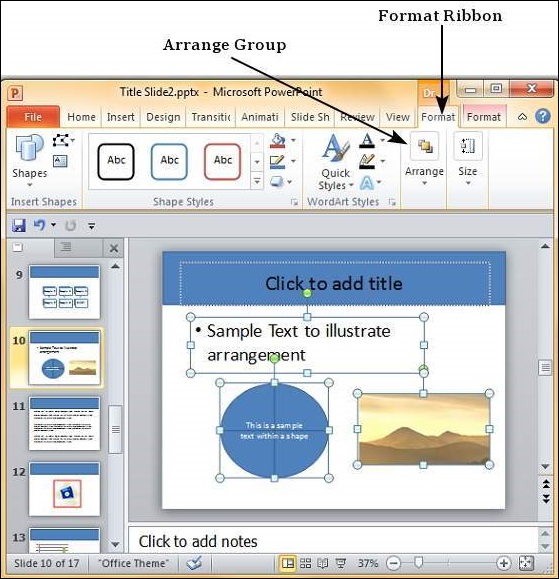 Format Ribbon
Arrange Group
Title Slide2.pptx - Microsoft PowerPoint
Dr
File Home Insert Design Transitic Animati Slide Sh Review View Format Format
Abc Abc Abc
Shapes
Quick Styles
Arrange
Size
Insert Shapes
Shape Styles
WordArt Styles
9
10
11
12
13
Click to add title
• Sample Text to illustrate
arrangement
This is a sample
text within a shape
Click to add notes
Slide 10 of 17 "Office Theme" 37%